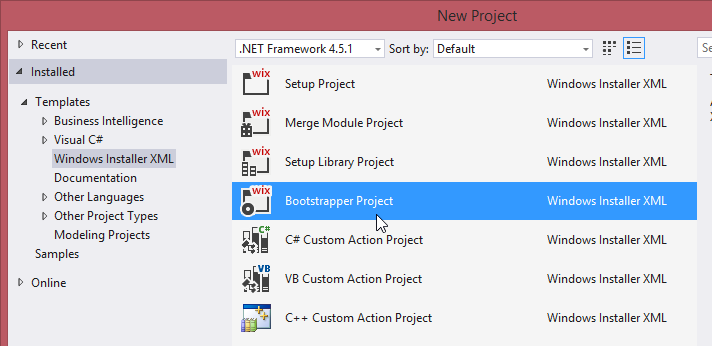 New Project
Recent
Installed
Templates
Business Intelligence
Visual C#
Windows Installer XML
Documentation
Other Languages
Other Project Types
Modeling Projects
Samples
Online
.NET Framework 4.5.1 Sort by: Default Se
wix Setup Project Windows Installer XML
wix Merge Module Project Windows Installer XML
wix Setup Library Project Windows Installer XML
wix Bootstrapper Project Windows Installer XML
C# C# Custom Action Project Windows Installer XML
VB VB Custom Action Project Windows Installer XML
C++ Custom Action Project Windows Installer XML